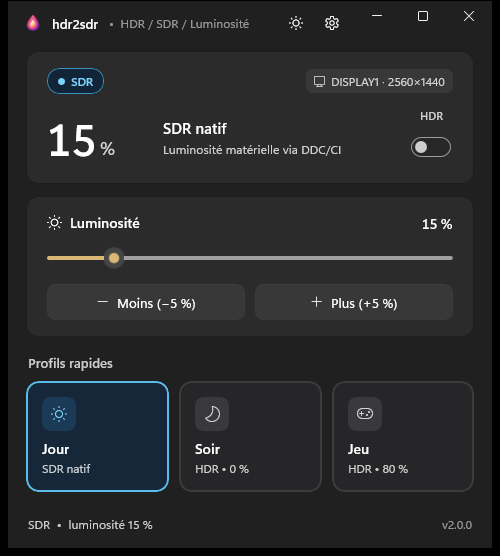 hdr2sdr • HDR / SDR / Luminosité
SDR
DISPLAY1 · 2560×1440
HDR
15 %
SDR natif
Luminosité matérielle via DDC/CI
Luminosité
15 %
− Moins (−5 %)
+ Plus (+5 %)
Profils rapides
Jour
SDR natif
Soir
HDR • 0 %
Jeu
HDR • 80 %
SDR • luminosité 15 %
v2.0.0